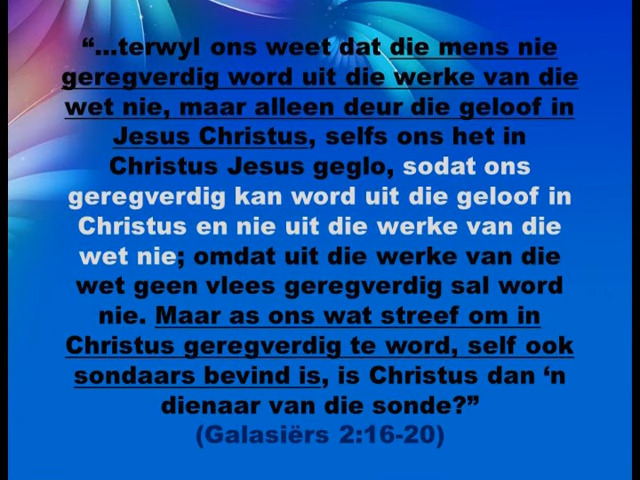 “...terwyl ons weet dat die mens nie
geregverdig word uit die werke van die
wet nie, maar alleen deur die geloof in
Jesus Christus, selfs ons het in
Christus Jesus geglo, sodat ons
geregverdig kan word uit die geloof in
Christus en nie uit die werke van die
wet nie; omdat uit die werke van die
wet geen vlees geregverdig sal word
nie. Maar as ons wat streef om in
Christus geregverdig te word, self ook
sondaars bevind is, is Christus dan ‘n
dienaar van die sonde?”
(Galasiërs 2:16-20)